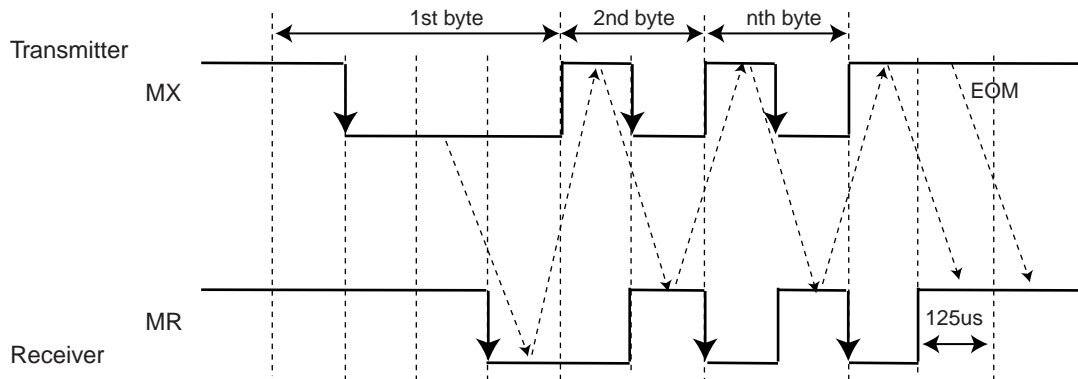 1st byte
2nd byte
nth byte
Transmitter
MX
EOM
MR
125us
Receiver